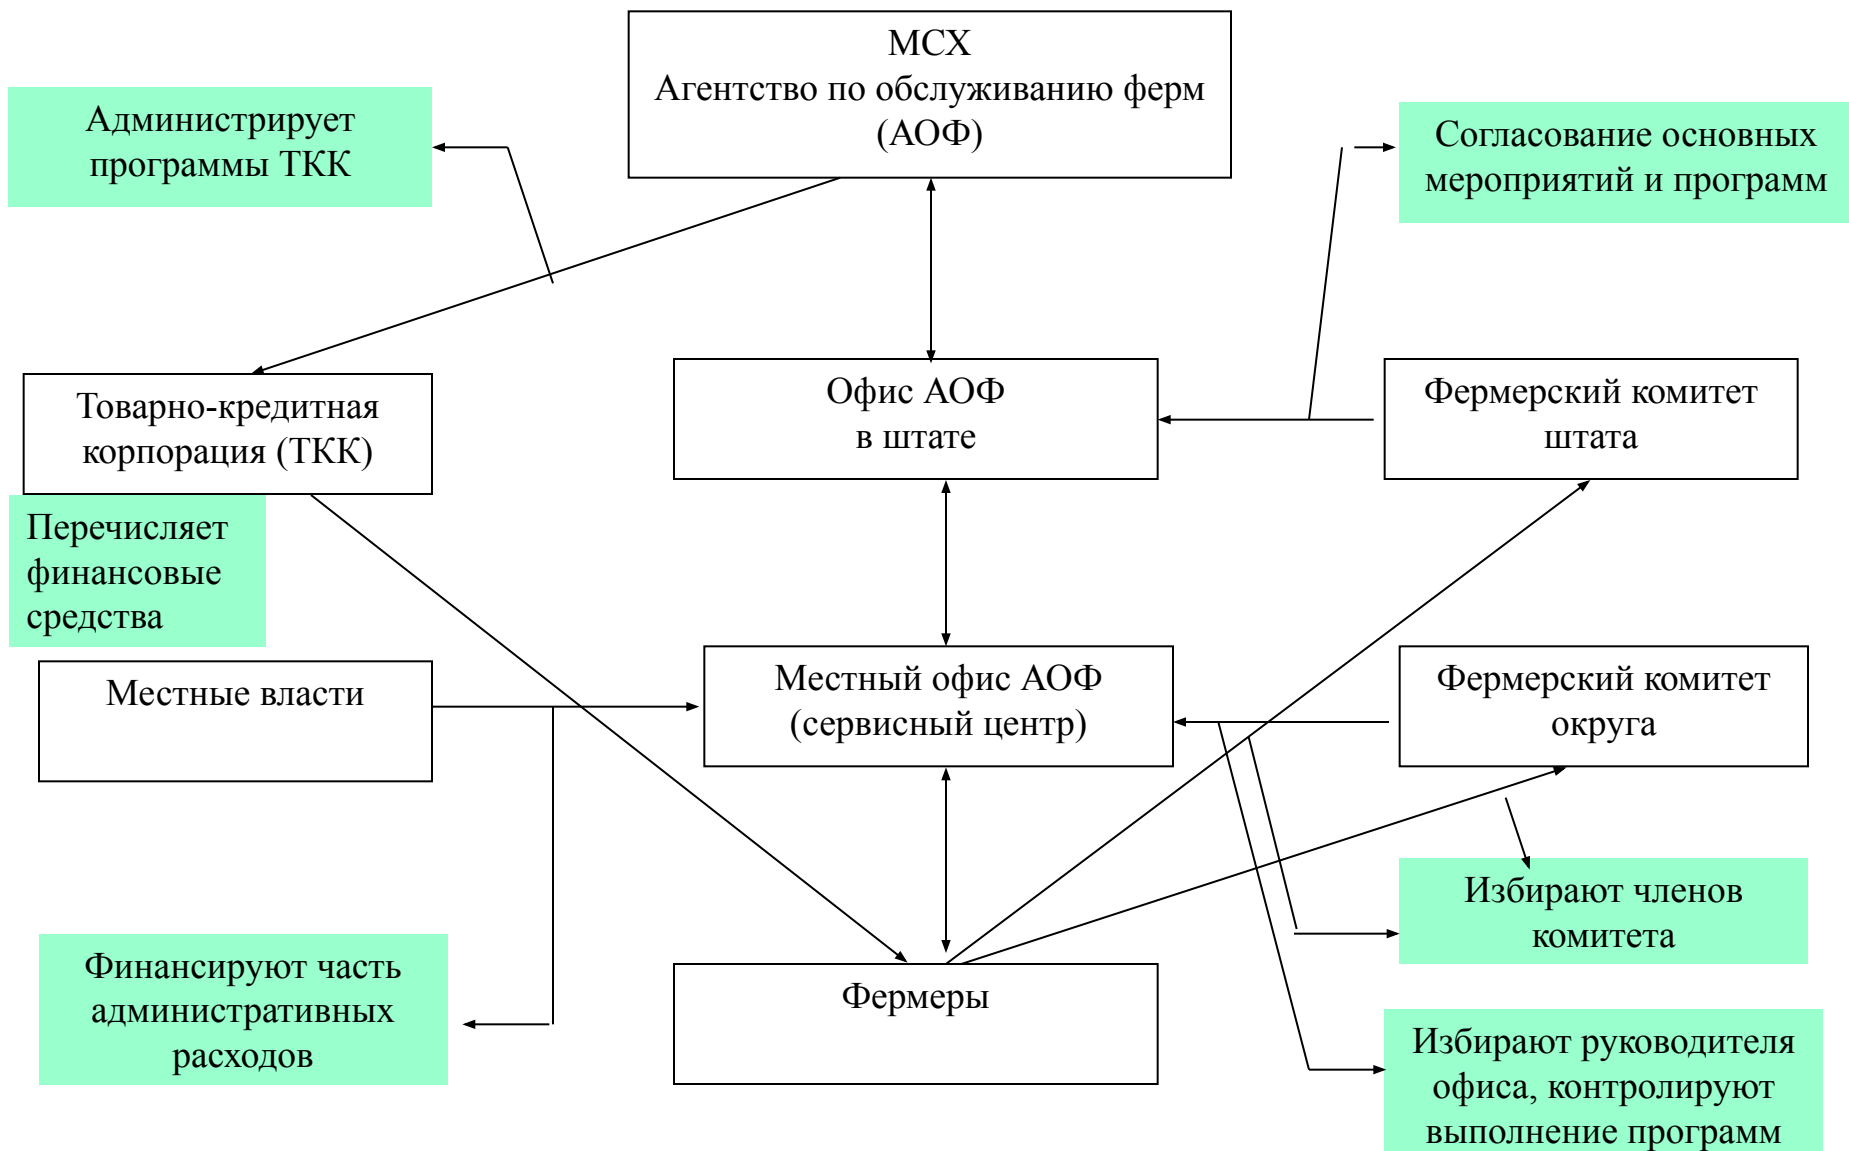 МСХ
Агентство по обслуживанию ферм
(АОФ)
Администрирует
программы ТКК
Согласование основных
мероприятий и программ
Товарно-кредитная
корпорация (ТКК)
Офис АОФ
в штате
Фермерский комитет
штата
Перечисляет
финансовые
средства
Местные власти
Местный офис АОФ
(сервисный центр)
Фермерский комитет
округа
Избирают членов
комитета
Финансируют часть
административных
расходов
Фермеры
Избирают руководителя
офиса, контролируют
выполнение программ